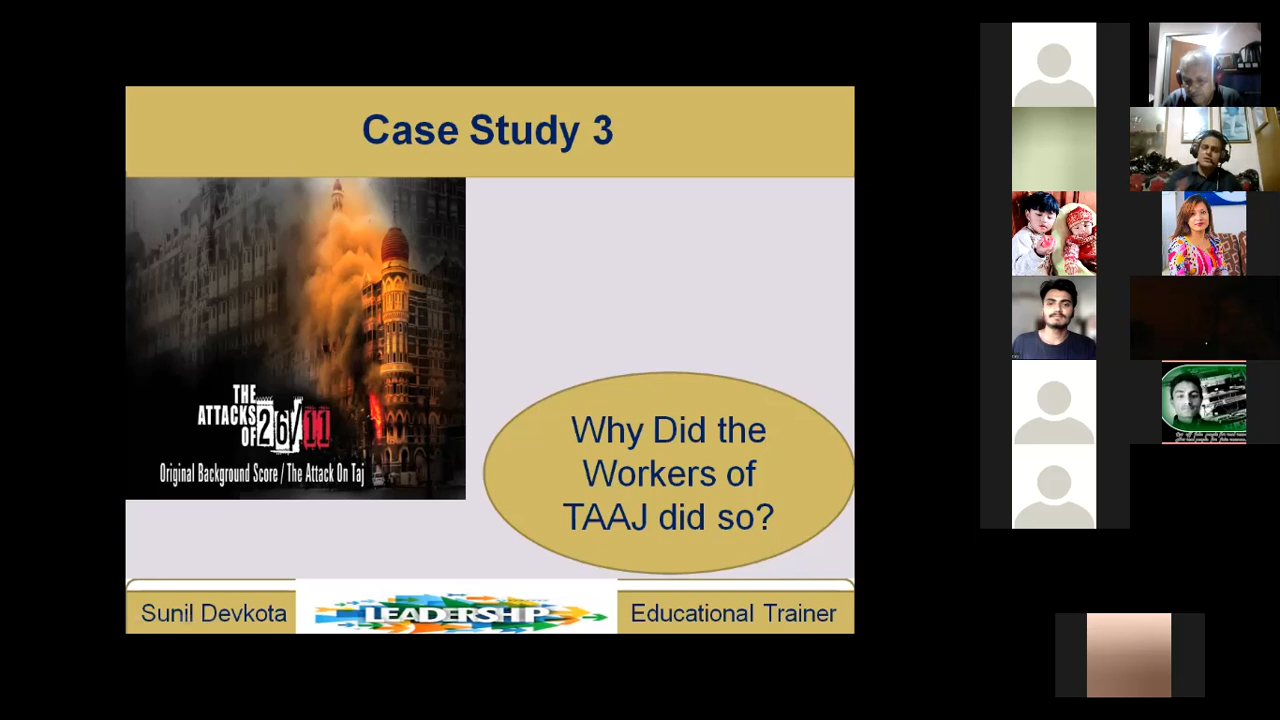 Case Study 3
THE
ATTACKS
OF 26/11
Original Background Score / The Attack On Taj
Why Did the
Workers of
TAAJ did so?
Sunil Devkota
LEADERSHIP
Educational Trainer